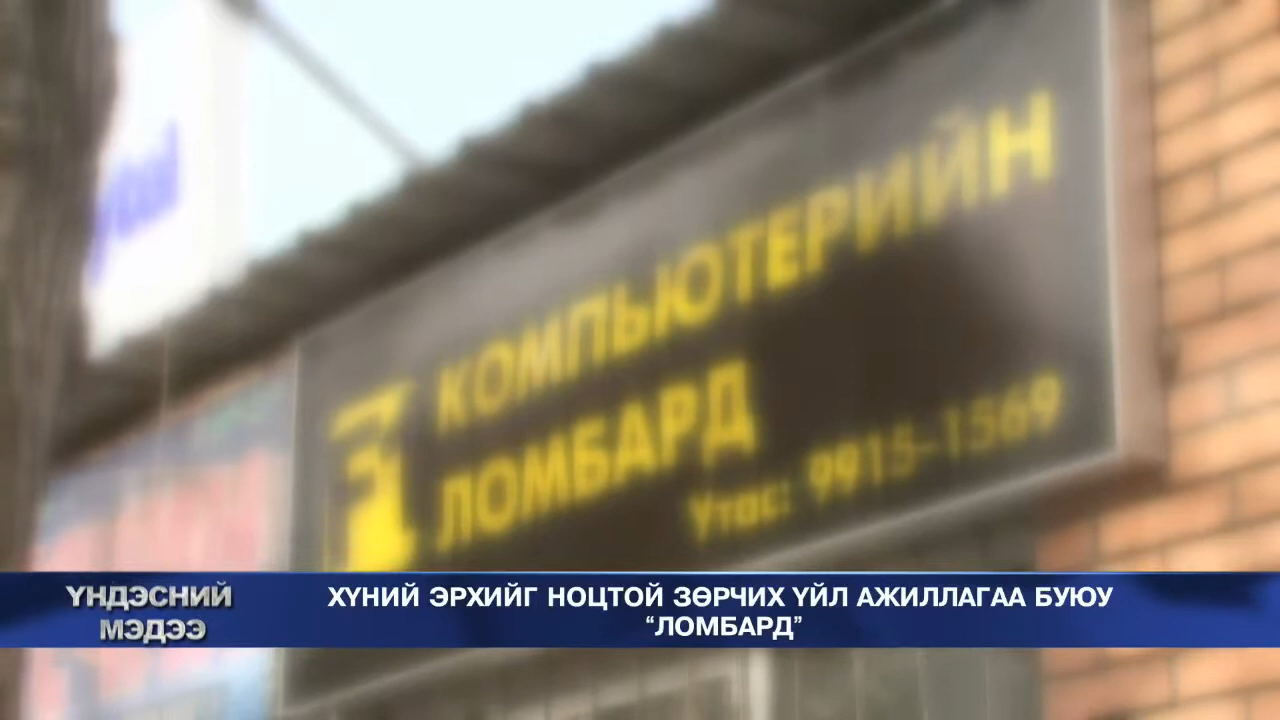 КОМПЬЮТЕРИЙН
ЛОМБАРД
Утас: 9915-1569
ҮНДЭСНИЙ
МЭДЭЭ
ХҮНИЙ ЭРХИЙГ НОЦТОЙ ЗӨРЧИХ ҮЙЛ АЖИЛЛАГАА БУЮУ
“ЛОМБАРД”